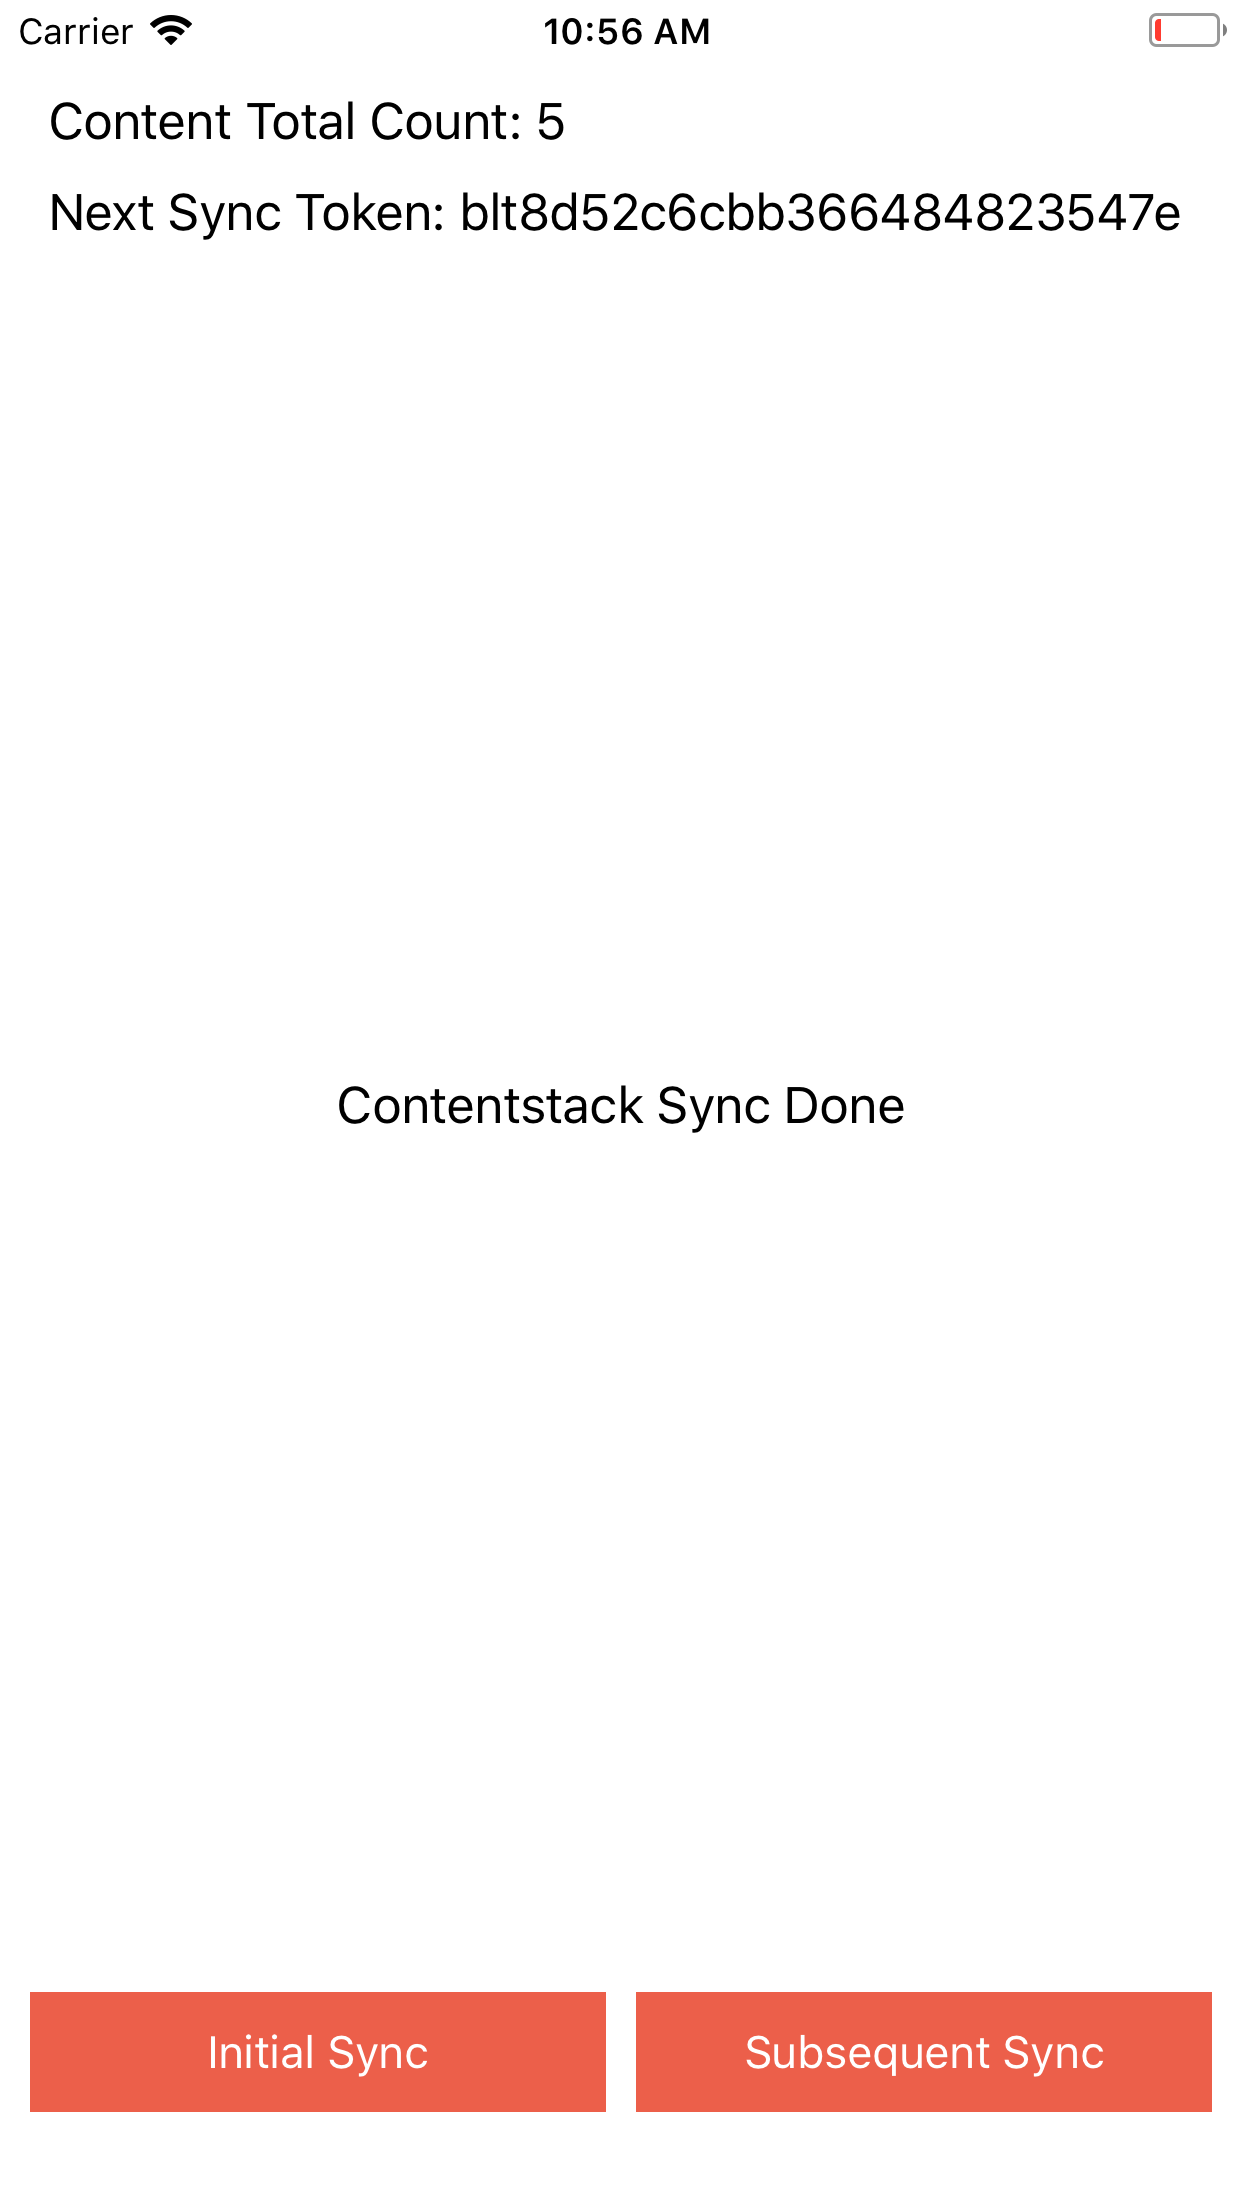 Carrier 10:56 AM
Content Total Count: 5
Next Sync Token: blt8d52c6cbb366484823547e
Contentstack Sync Done
Initial Sync Subsequent Sync